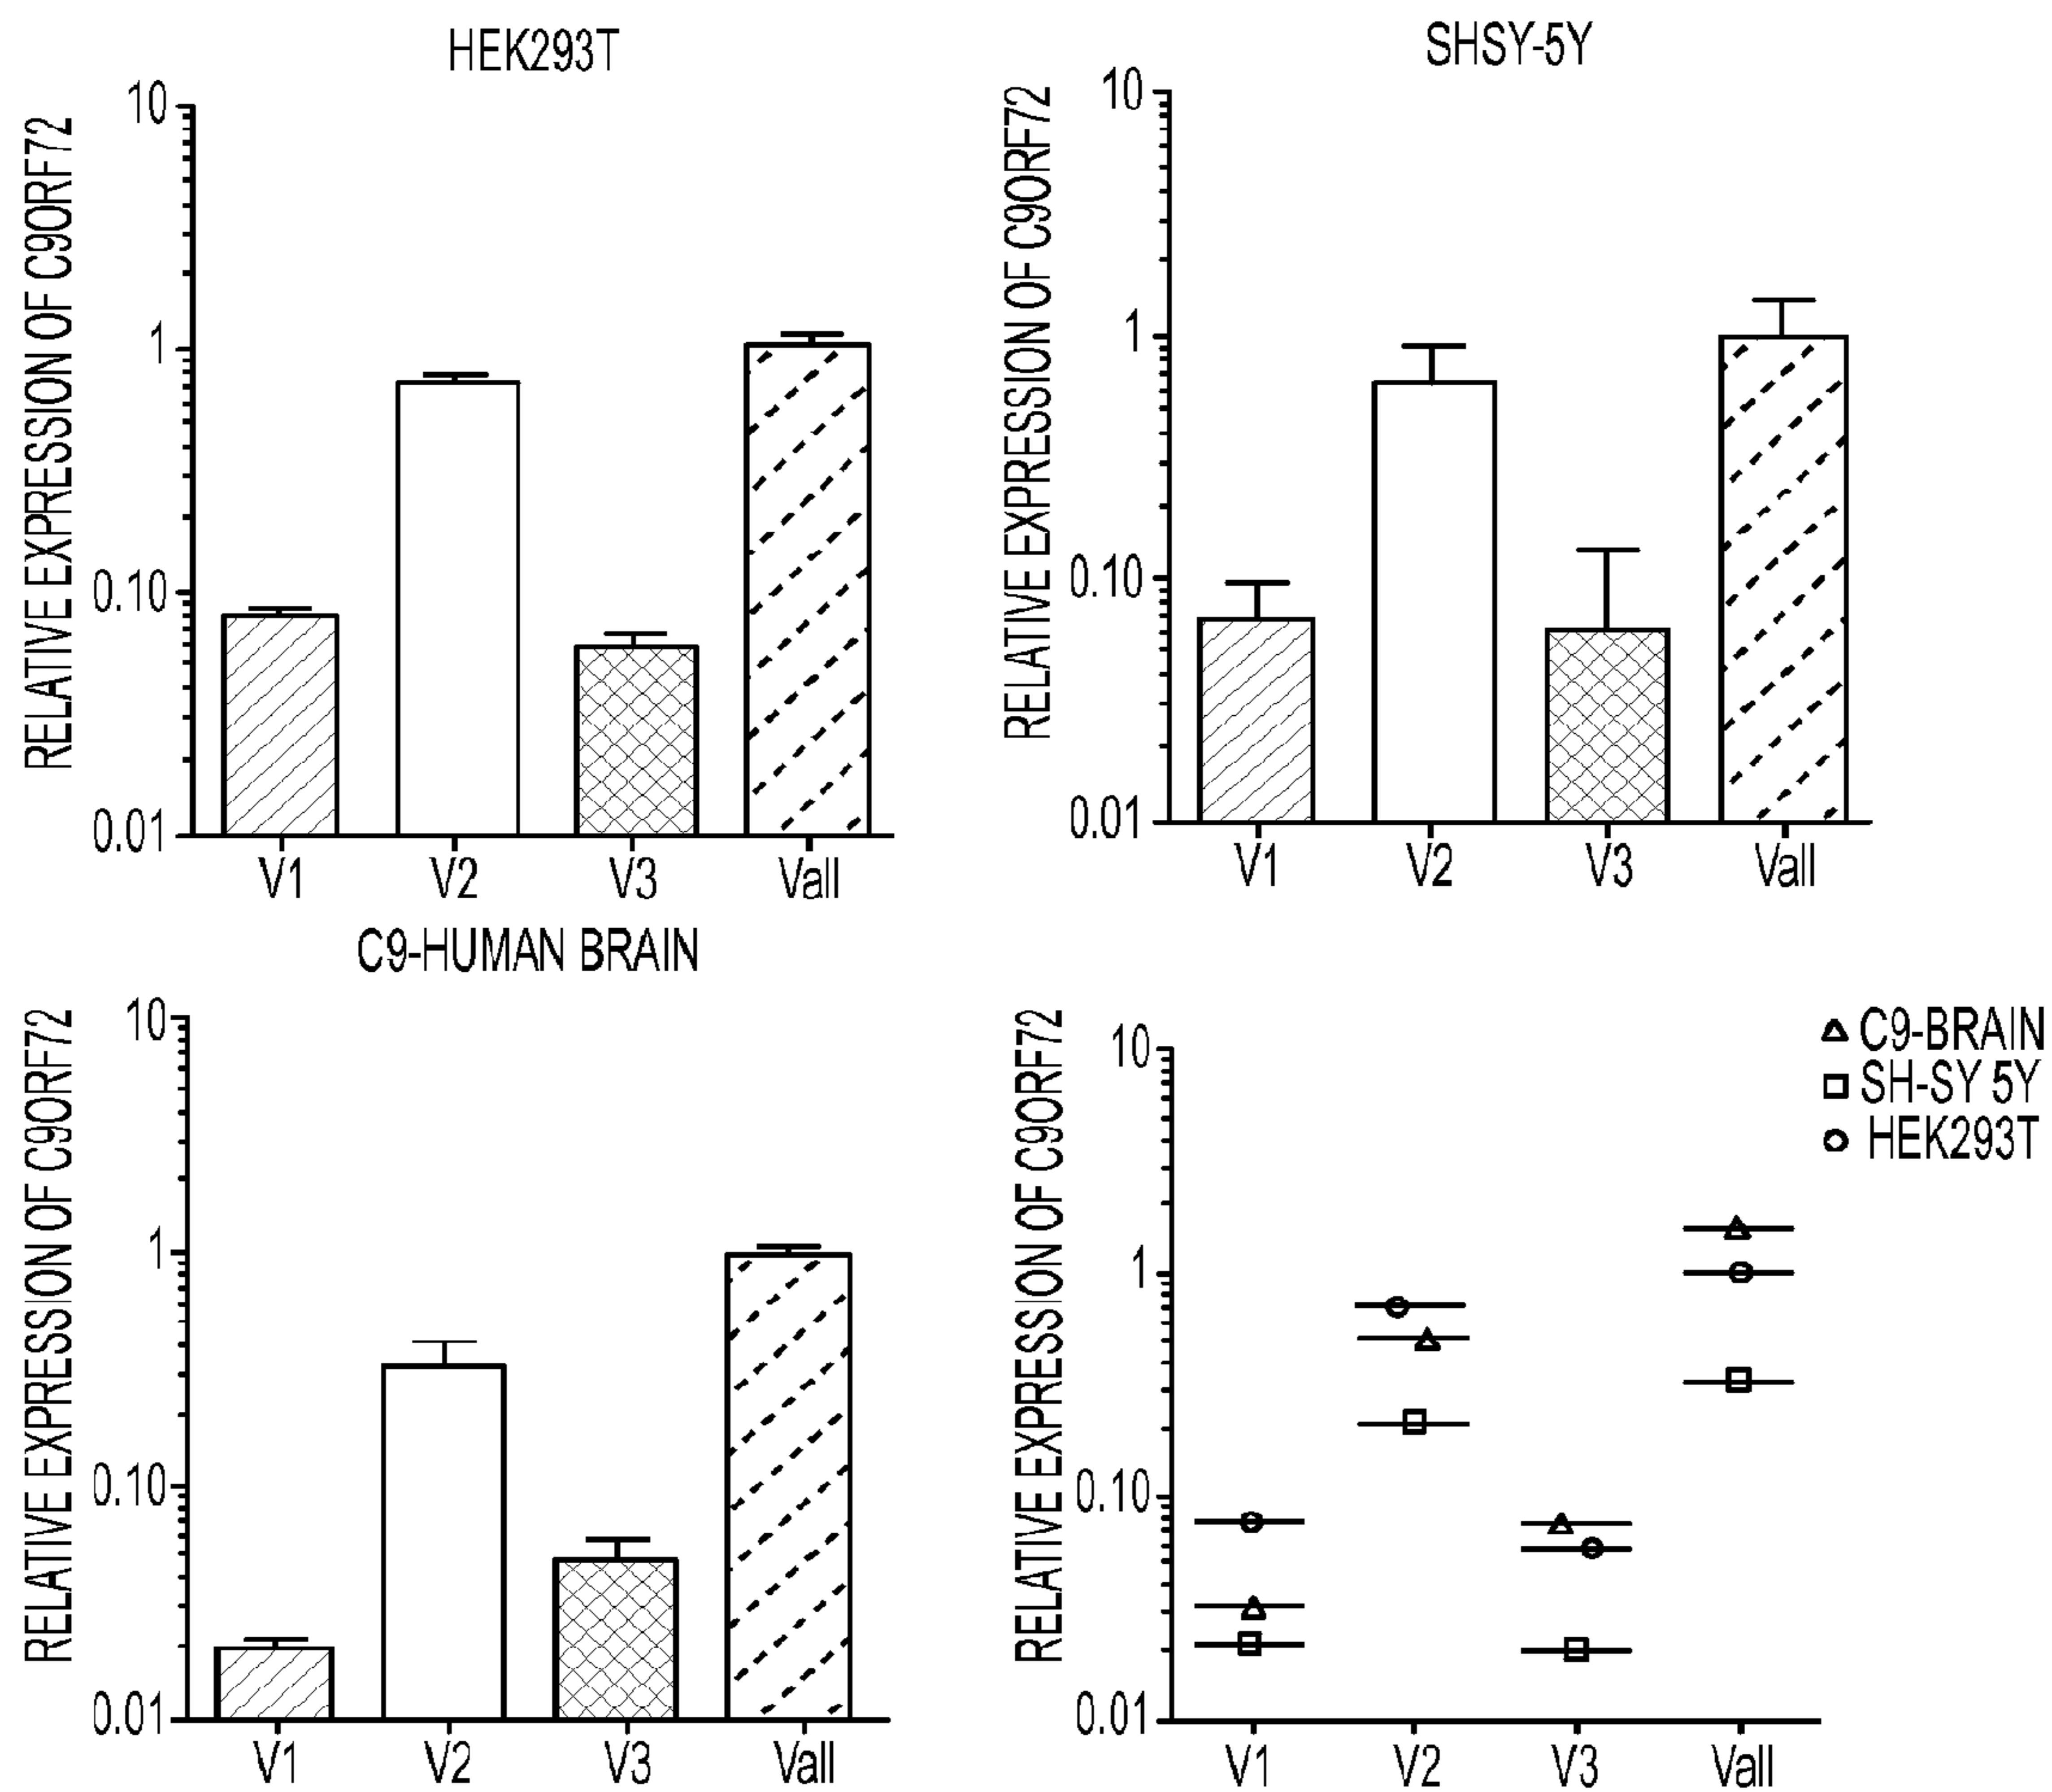 HEK293T
RELATIVE EXPRESSION OF C9ORF72
10
1
0.10
0.01
V1 V2 V3 Vall
SHSY-5Y
RELATIVE EXPRESSION OF C9ORF72
10
1
0.10
0.01
V1 V2 V3 Vall
C9-HUMAN BRAIN
RELATIVE EXPRESSION OF C9ORF72
10
1
0.10
0.01
V1 V2 V3 Vall
RELATIVE EXPRESSION OF C9ORF72
10
1
0.10
0.01
V1 V2 V3 Vall
C9-BRAIN
SH-SY 5Y
HEK293T